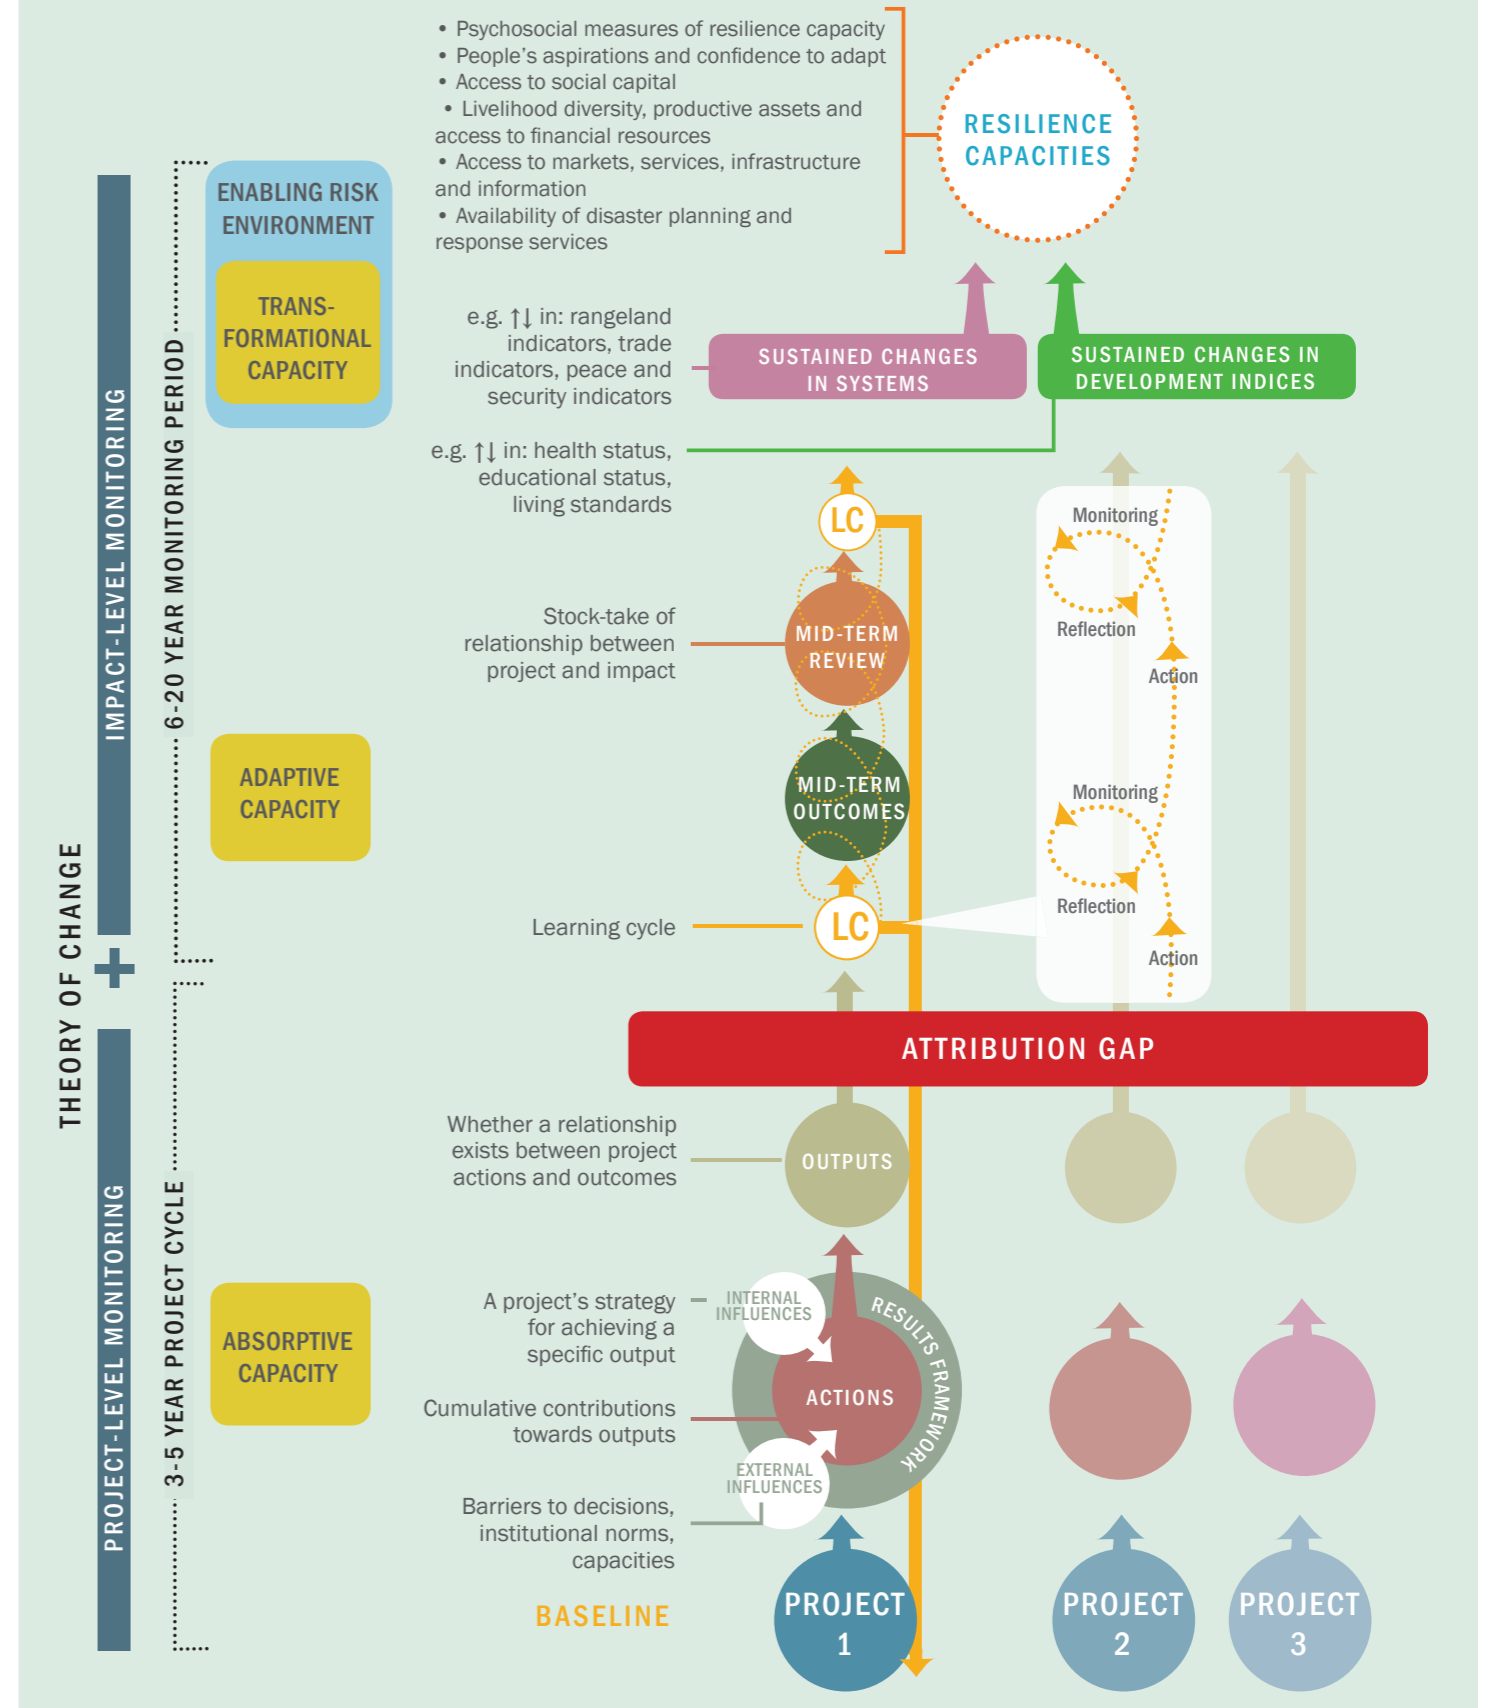 • Psychosocial measures of resilience capacity
• People's aspirations and confidence to adapt
• Access to social capital
• Livelihood diversity, productive assets and
access to financial resources
• Access to markets, services, infrastructure
and information
• Availability of disaster planning and
response services
RESILIENCE
CAPACITIES
ENABLING RISK
ENVIRONMENT
TRANS-
FORMATIONAL
CAPACITY
e.g. ↑↓ in: rangeland
indicators, trade
indicators, peace and
security indicators
SUSTAINED CHANGES
IN SYSTEMS
SUSTAINED CHANGES IN
DEVELOPMENT INDICES
e.g. ↑↓ in: health status,
educational status,
living standards
LC
Monitoring
Reflection
Action
Stock-take of
relationship between
project and impact
MID-TERM
REVIEW
6-20 YEAR MONITORING PERIOD
IMPACT-LEVEL MONITORING
ADAPTIVE
CAPACITY
MID-TERM
OUTCOMES
Monitoring
Reflection
Action
Learning cycle
LC
THEORY OF CHANGE
+
ATTRIBUTION GAP
Whether a relationship
exists between project
actions and outcomes
OUTPUTS
PROJECT-LEVEL MONITORING
3-5 YEAR PROJECT CYCLE
ABSORPTIVE
CAPACITY
A project's strategy
for achieving a
specific output
INTERNAL
INFLUENCES
RESULTS FRAMEWORK
Cumulative contributions
towards outputs
ACTIONS
EXTERNAL
INFLUENCES
Barriers to decisions,
institutional norms,
capacities
BASELINE
PROJECT
1
PROJECT
2
PROJECT
3